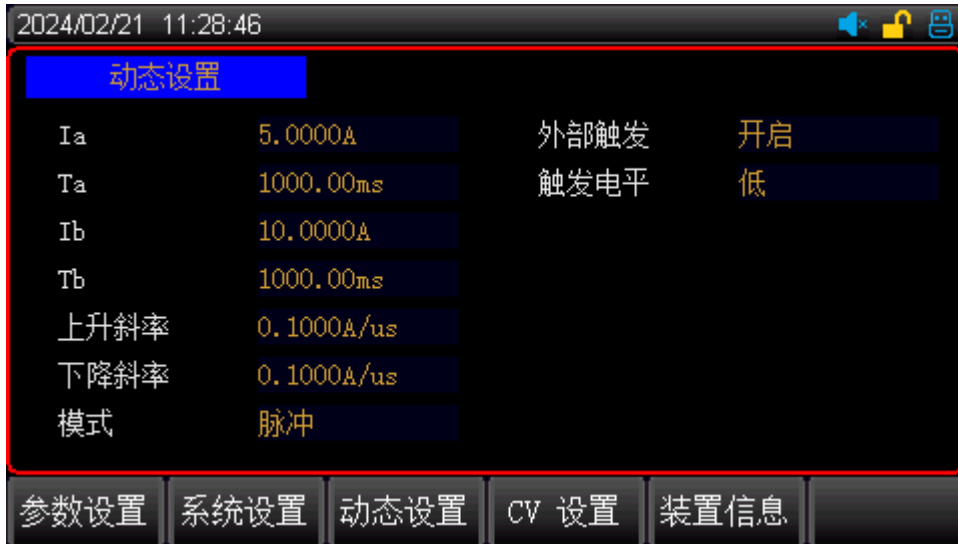 2024/02/21 11:28:46
动态设置
Ia 5.0000A 外部触发 开启
Ta 1000.00ms 触发电平 低
Ib 10.0000A
Tb 1000.00ms
上升斜率 0.1000A/us
下降斜率 0.1000A/us
模式 脉冲
参数设置 系统设置 动态设置 CV 设置 装置信息